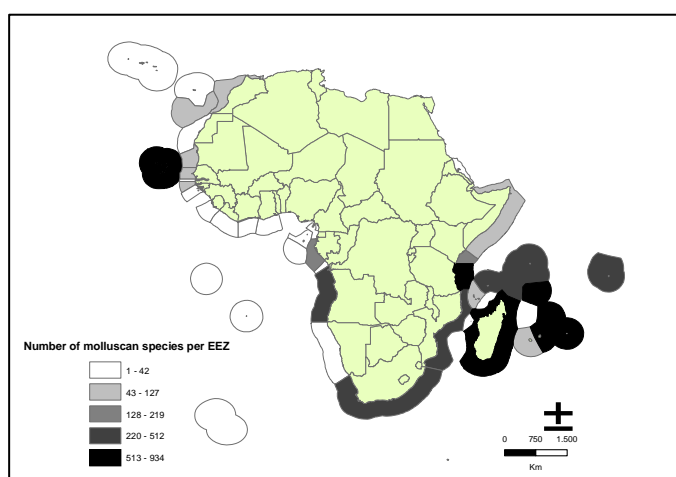 Number of molluscan species per EEZ
1 - 42
43 - 127
128 - 219
220 - 512
513 - 934
0 750 1.500
Km